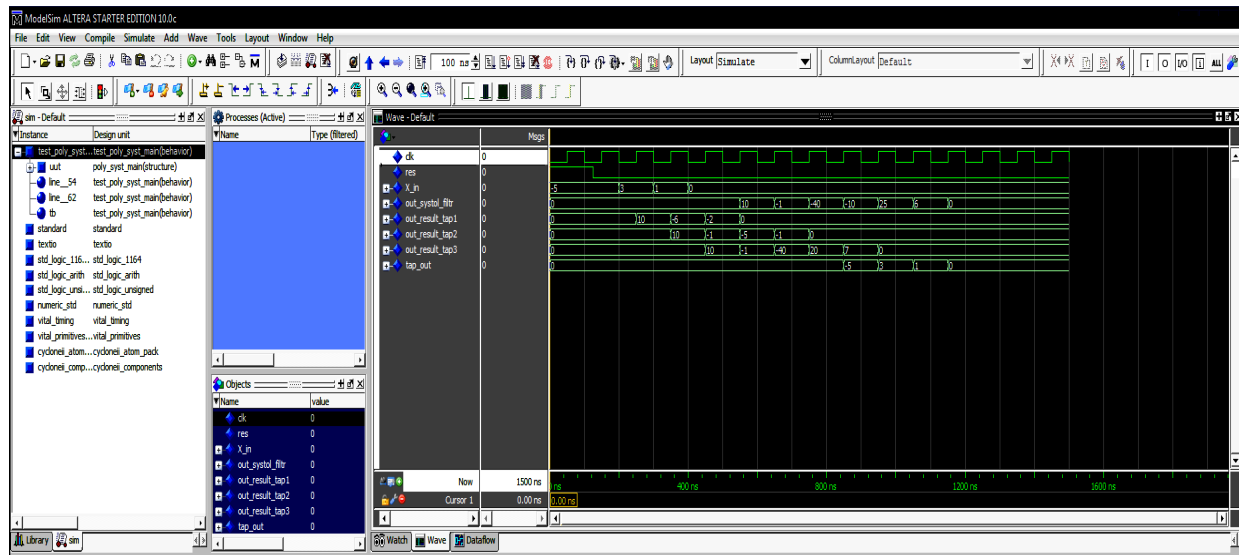 ModelSim ALTERA STARTER EDITION 10.0c
File Edit View Compile Simulate Add Wave Tools Layout Window Help
100 ns
Layout Simulate
ColumnLayout Default
I O I/O ALL
sim - Default
Instance Design unit
test_poly_syst... test_poly_syst_main(behavior)
uut poly_syst_main(structure)
line__54 test_poly_syst_main(behavior)
line__62 test_poly_syst_main(behavior)
tb test_poly_syst_main(behavior)
standard standard
textio textio
std_logic_116... std_logic_1164
std_logic_arith std_logic_arith
std_logic_unsi... std_logic_unsigned
numeric_std numeric_std
vital_timing vital_timing
vital_primitives... vital_primitives
cycloneii_atom... cycloneii_atom_pack
cycloneii_comp... cycloneii_components
Library sim
Processes (Active)
Name Type (filtered)
Objects
Name value
clk 0
res 0
X_in 0
out_systol_filtr 0
out_result_tap1 0
out_result_tap2 0
out_result_tap3 0
tap_out 0
Wave - Default
Msgs
clk 0
res 0
X_in 0 -5 3 1 0
out_systol_filtr 0 0 10 -1 -40 -10 25 6 0
out_result_tap1 0 0 10 -6 -2 0
out_result_tap2 0 0 10 -1 -5 -1 0
out_result_tap3 0 0 10 -1 -40 20 7 0
tap_out 0 0 -5 3 1 0
Now 1500 ns ns 400 ns 800 ns 1200 ns 1600 ns
Cursor 1 0.00 ns 0.00 ns
Watch Wave Dataflow